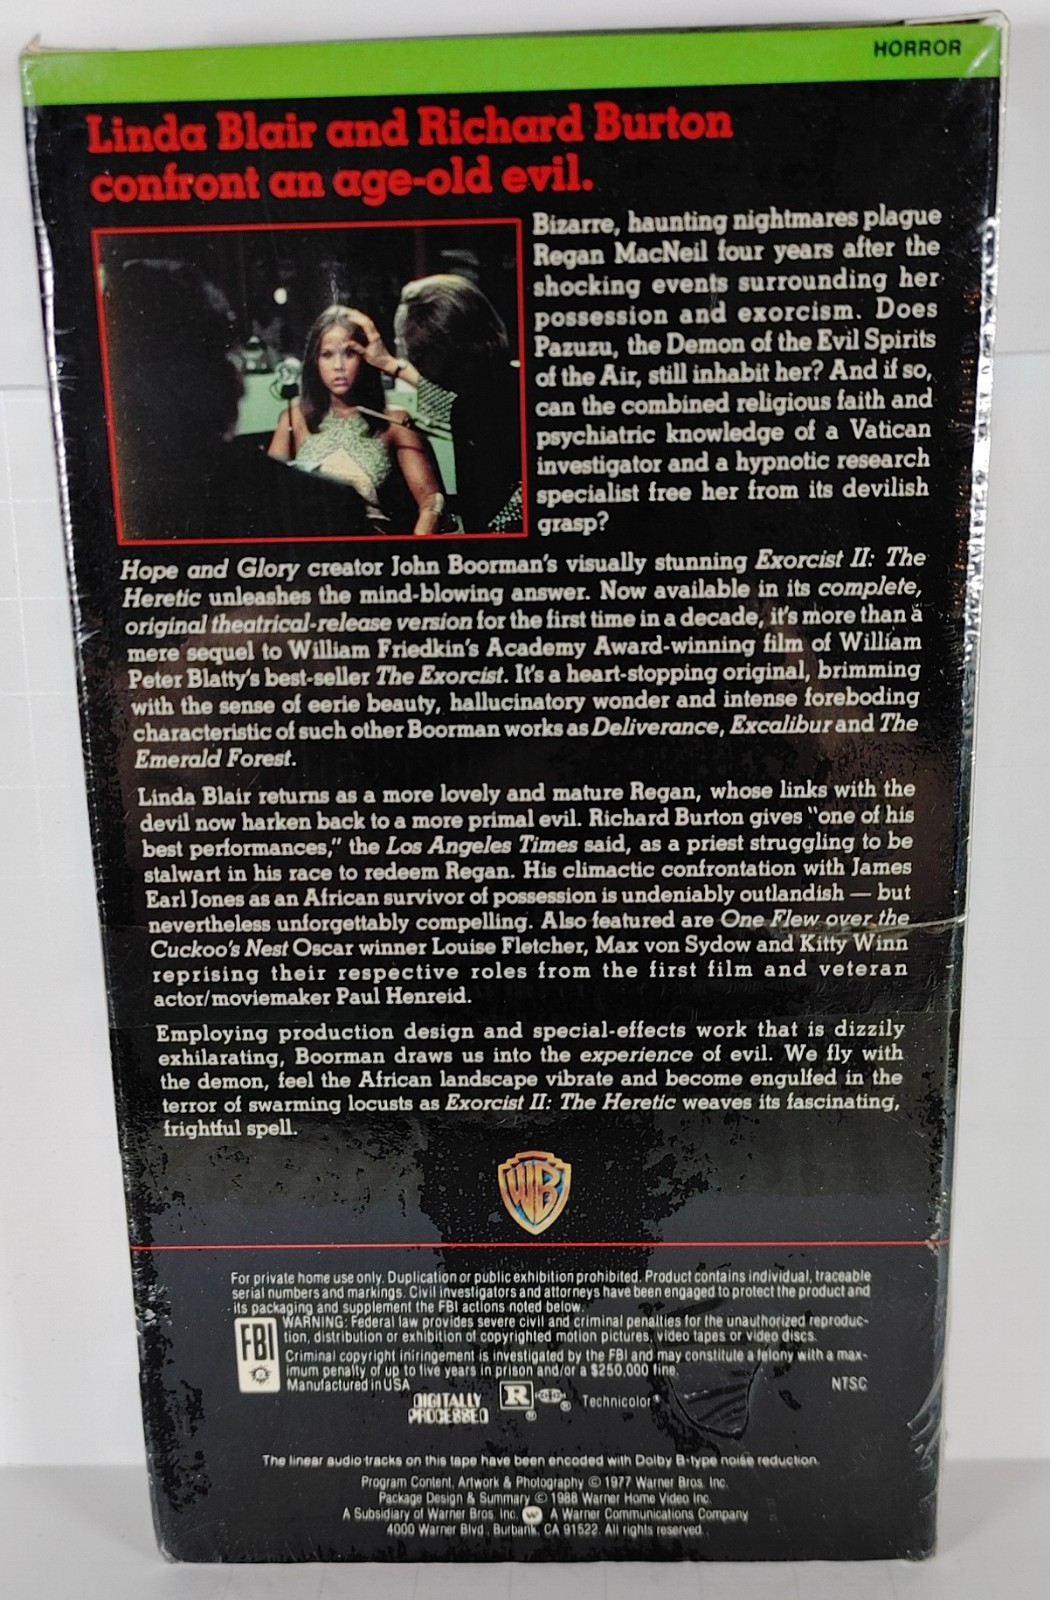 HORROR
Linda Blair and Richard Burton
confront an age-old evil.
Bizarre, haunting nightmares plague
Regan MacNeil four years after the
shocking events surrounding her
possession and exorcism. Does
Pazuzu, the Demon of the Evil Spirits
of the Air, still inhabit her? And if so,
can the combined religious faith and
psychiatric knowledge of a Vatican
investigator and a hypnotic research
specialist free her from its devilish
grasp?
Hope and Glory creator John Boorman's visually stunning Exorcist II: The
Heretic unleashes the mind-blowing answer. Now available in its complete,
original theatrical-release version for the first time in a decade, it's more than a
mere sequel to William Friedkin's Academy Award-winning film of William
Peter Blatty's best-seller The Exorcist. It's a heart-stopping original, brimming
with the sense of eerie beauty, hallucinatory wonder and intense foreboding
characteristic of such other Boorman works as Deliverance, Excalibur and The
Emerald Forest.
Linda Blair returns as a more lovely and mature Regan, whose links with the
devil now harken back to a more primal evil. Richard Burton gives "one of his
best performances," the Los Angeles Times said, as a priest struggling to be
stalwart in his race to redeem Regan. His climactic confrontation with James
Earl Jones as an African survivor of possession is undeniably outlandish — but
nevertheless unforgettably compelling. Also featured are One Flew over the
Cuckoo's Nest Oscar winner Louise Fletcher, Max von Sydow and Kitty Winn
reprising their respective roles from the first film and veteran
actor/moviemaker Paul Henreid.
Employing production design and special-effects work that is dizzily
exhilarating, Boorman draws us into the experience of evil. We fly with
the demon, feel the African landscape vibrate and become engulfed in the
terror of swarming locusts as Exorcist II: The Heretic weaves its fascinating,
frightful spell.
WB
For private home use only. Duplication or public exhibition prohibited. Product contains individual, traceable
serial numbers and markings. Civil investigators and attorneys have been engaged to protect the product and
its packaging and supplement the FBI actions noted below.
FBI
WARNING: Federal law provides severe civil and criminal penalties for the unauthorized reproduc-
tion, distribution or exhibition of copyrighted motion pictures, video tapes or video discs.
Criminal copyright infringement is investigated by the FBI and may constitute a felony with a max-
imum penalty of up to five years in prison and/or a $250,000 fine.
Manufactured in USA
NTSC
DIGITALLY
PROCESSED
R ®
® Technicolor®
The linear audio tracks on this tape have been encoded with Dolby B-type noise reduction.
Program Content, Artwork & Photography © 1977 Warner Bros. Inc.
Package Design & Summary © 1988 Warner Home Video Inc.
A Subsidiary of Warner Bros. Inc. W A Warner Communications Company
4000 Warner Blvd., Burbank, CA 91522. All rights reserved.